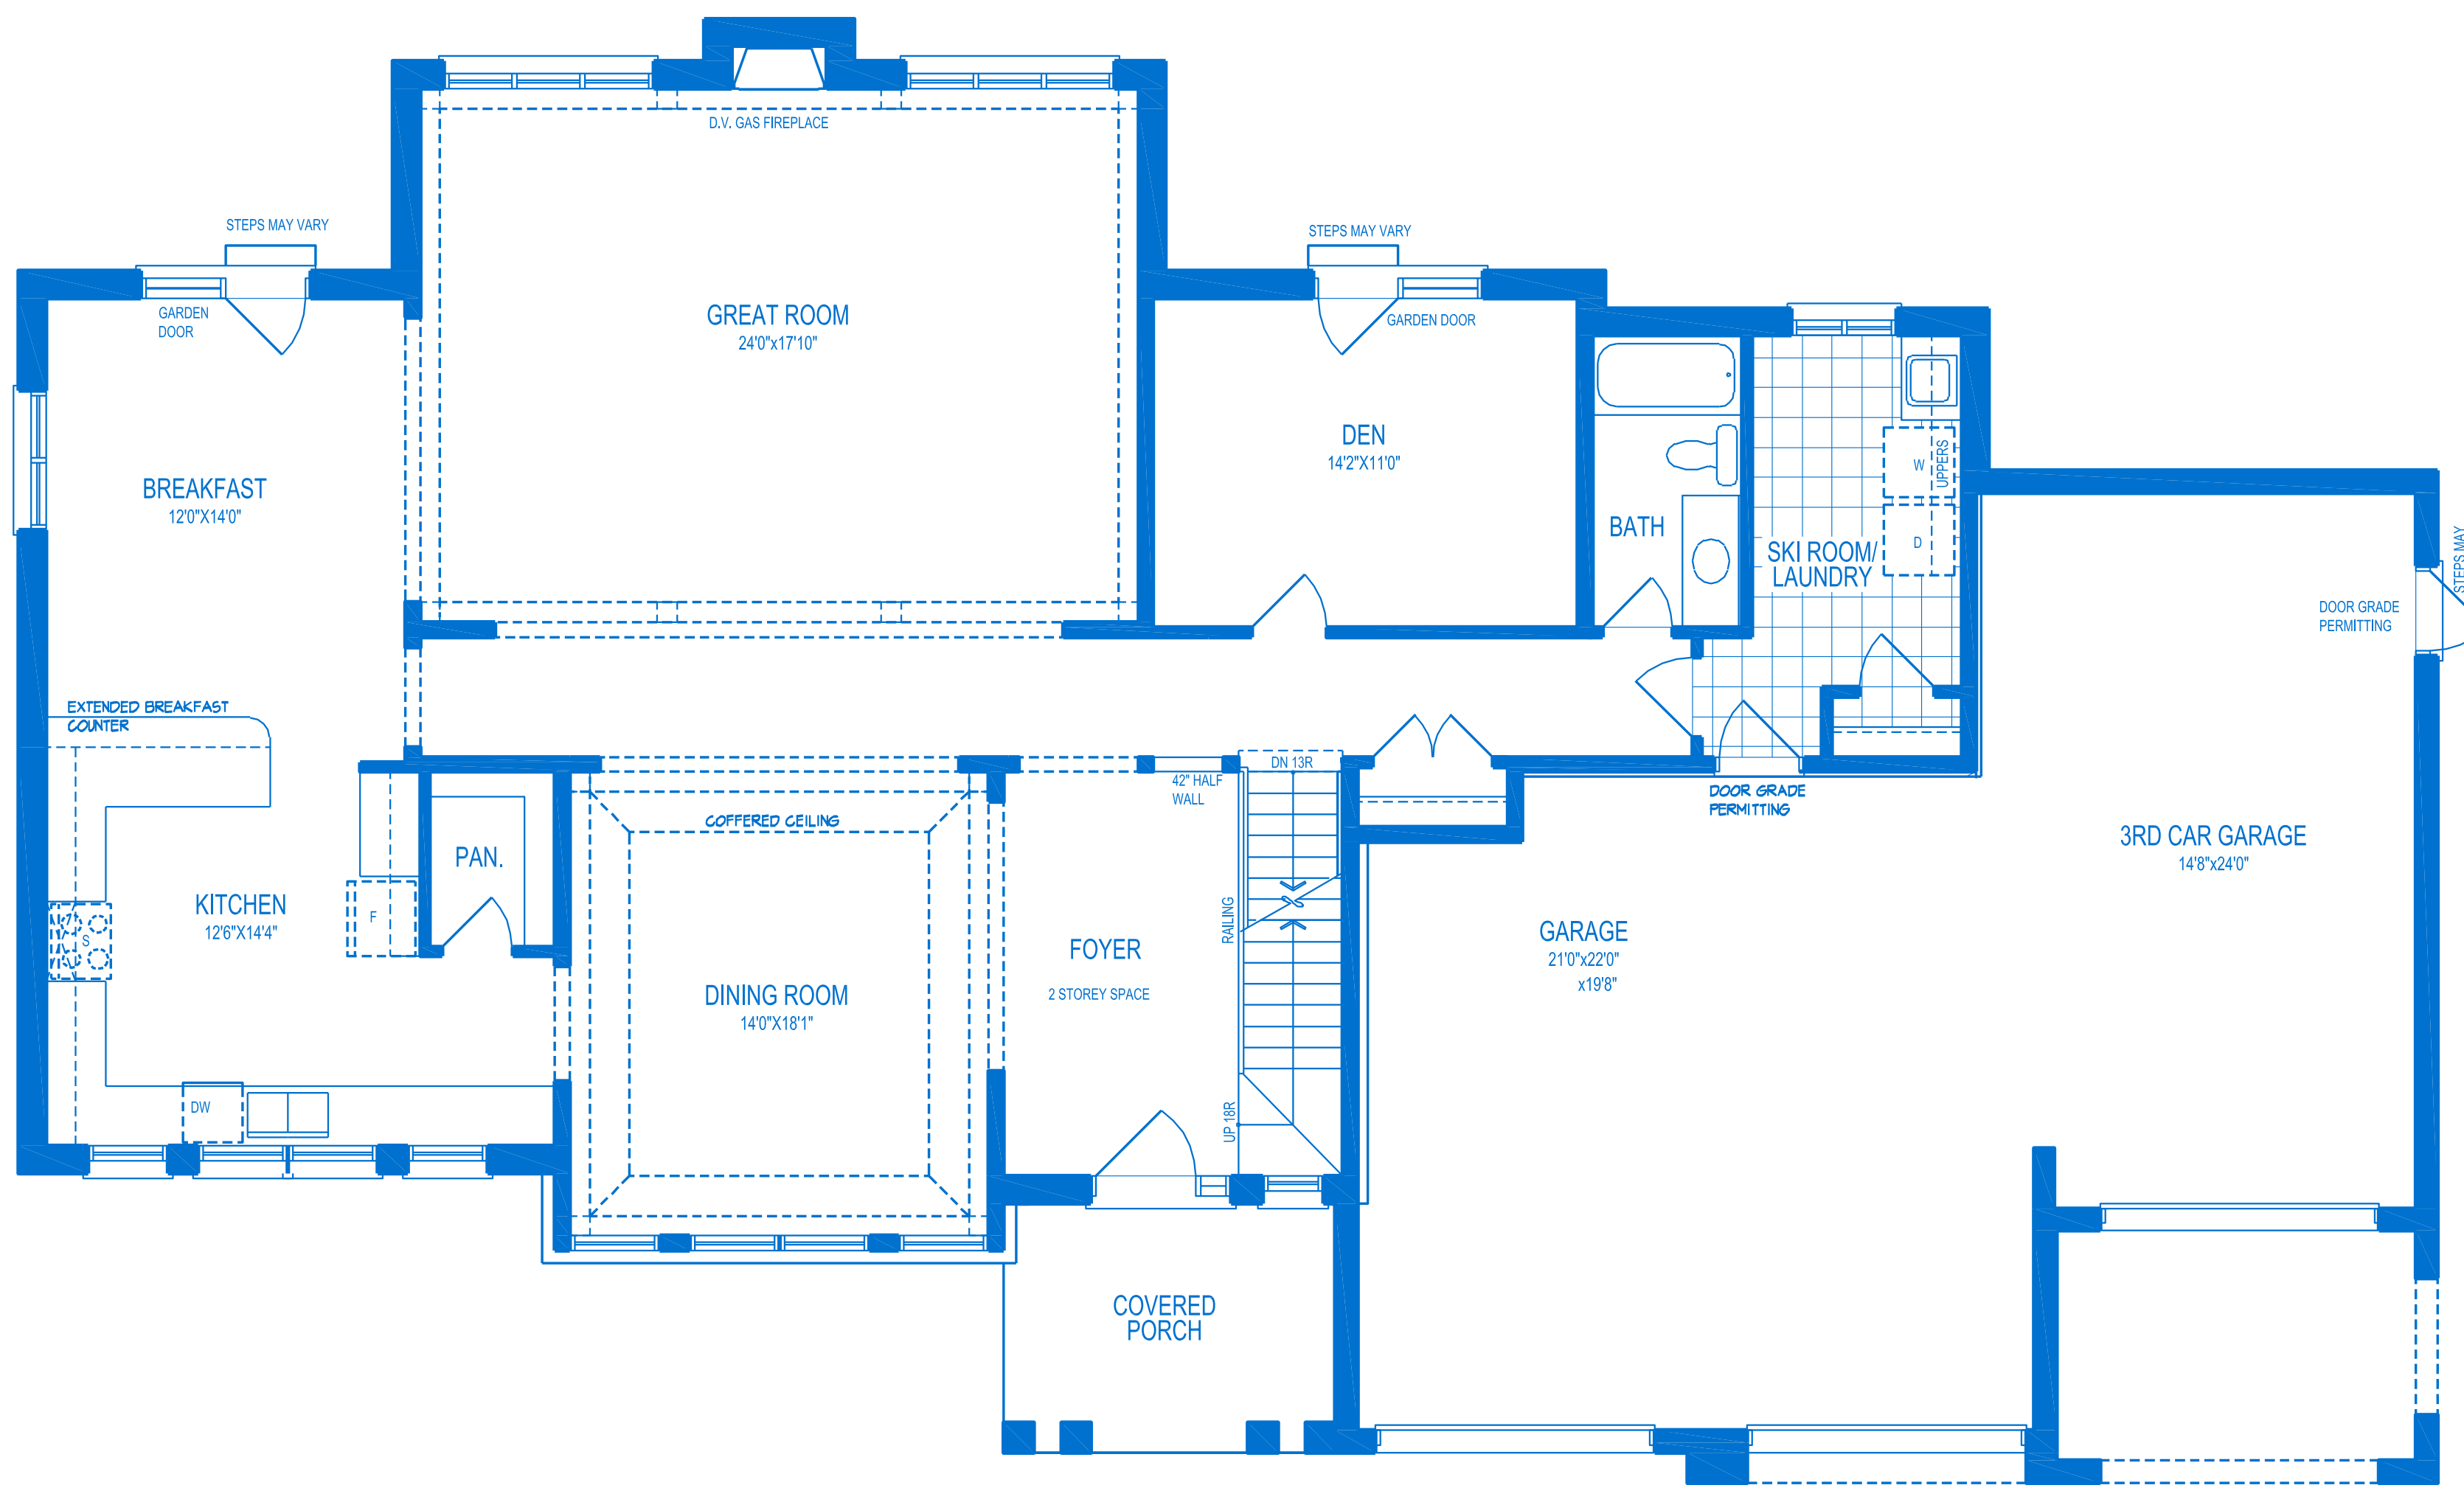 D.V. GAS FIREPLACE
STEPS MAY VARY
STEPS MAY VARY
GARDEN
DOOR
GREAT ROOM
24'0"x17'10"
GARDEN DOOR
DEN
14'2"X11'0"
BREAKFAST
12'0"X14'0"
BATH
SKI ROOM/
LAUNDRY
W
UPPERS
D
STEPS MAY
DOOR GRADE
PERMITTING
EXTENDED BREAKFAST
COUNTER
42" HALF
WALL
DN 13R
DOOR GRADE
PERMITTING
COFFERED CEILING
PAN.
3RD CAR GARAGE
14'8"x24'0"
KITCHEN
12'6"X14'4"
F
S
RAILING
FOYER
2 STOREY SPACE
GARAGE
21'0"x22'0"
x19'8"
DINING ROOM
14'0"X18'1"
DW
UP 18R
COVERED
PORCH